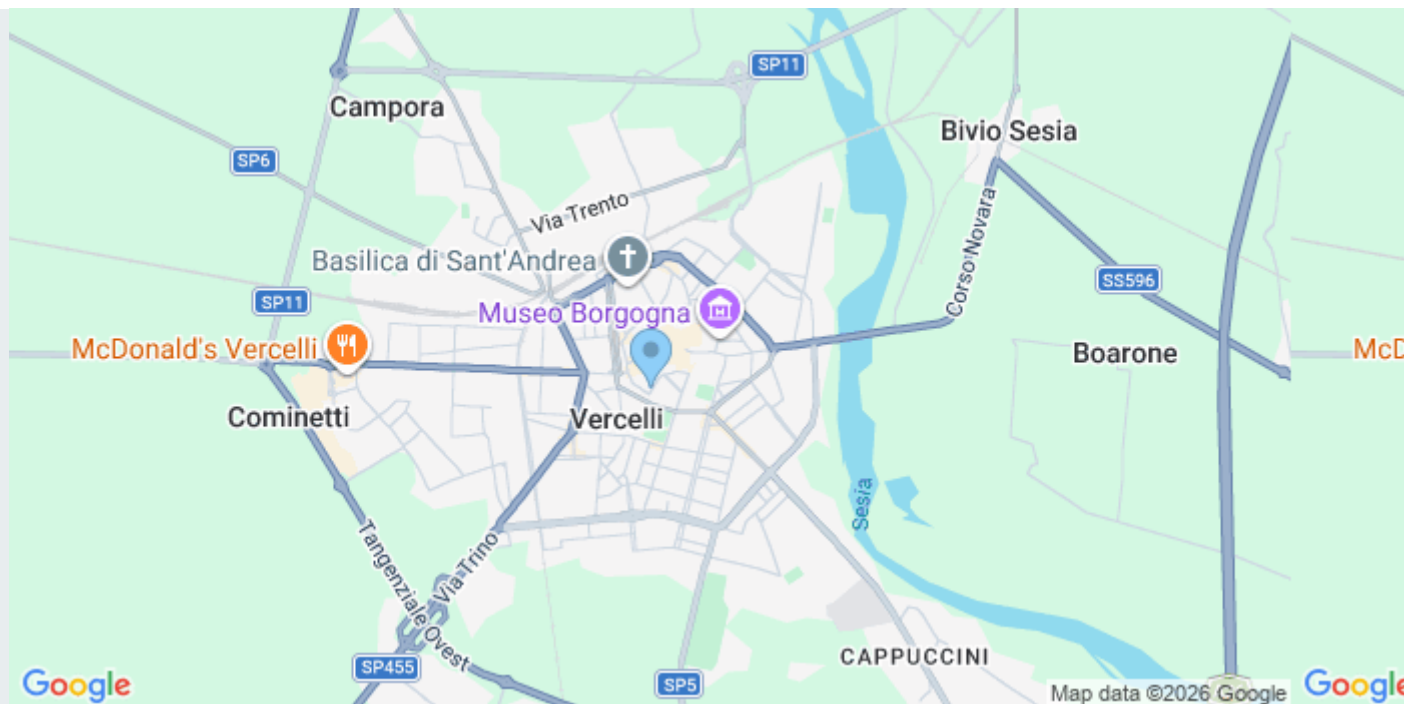 SP11
Campora
Bivio Sesia
SP6
Via Trento
Corso Novara
Basilica di Sant'Andrea
SS596
SP11
Museo Borgogna
McDonald's Vercelli
Boarone
McD
Cominetti
Vercelli
Sesia
Via Trino
Tangenziale Ovest
CAPPUCCINI
SP455
SP5
Google
Map data ©2026 Google
Google